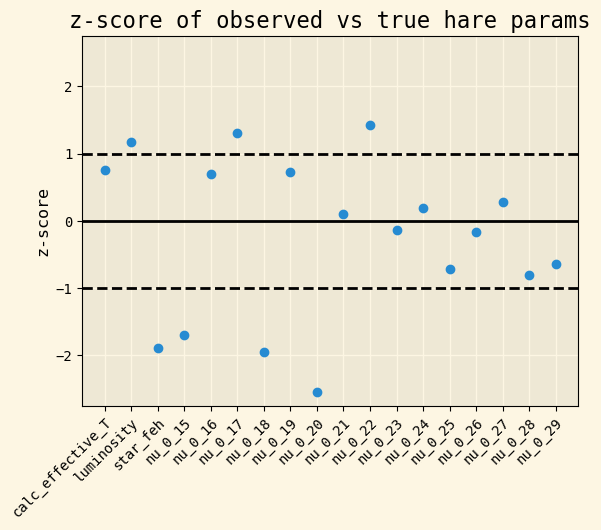 z-score of observed vs true hare params
z-score
2
1
0
−1
−2
calc_effective_T
luminosity
star_feh
nu_0_15
nu_0_16
nu_0_17
nu_0_18
nu_0_19
nu_0_20
nu_0_21
nu_0_22
nu_0_23
nu_0_24
nu_0_25
nu_0_26
nu_0_27
nu_0_28
nu_0_29